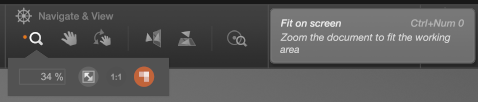 Navigate & View
Fit on screen Ctrl+Num 0
Zoom the document to fit the working
area
34 % 1:1